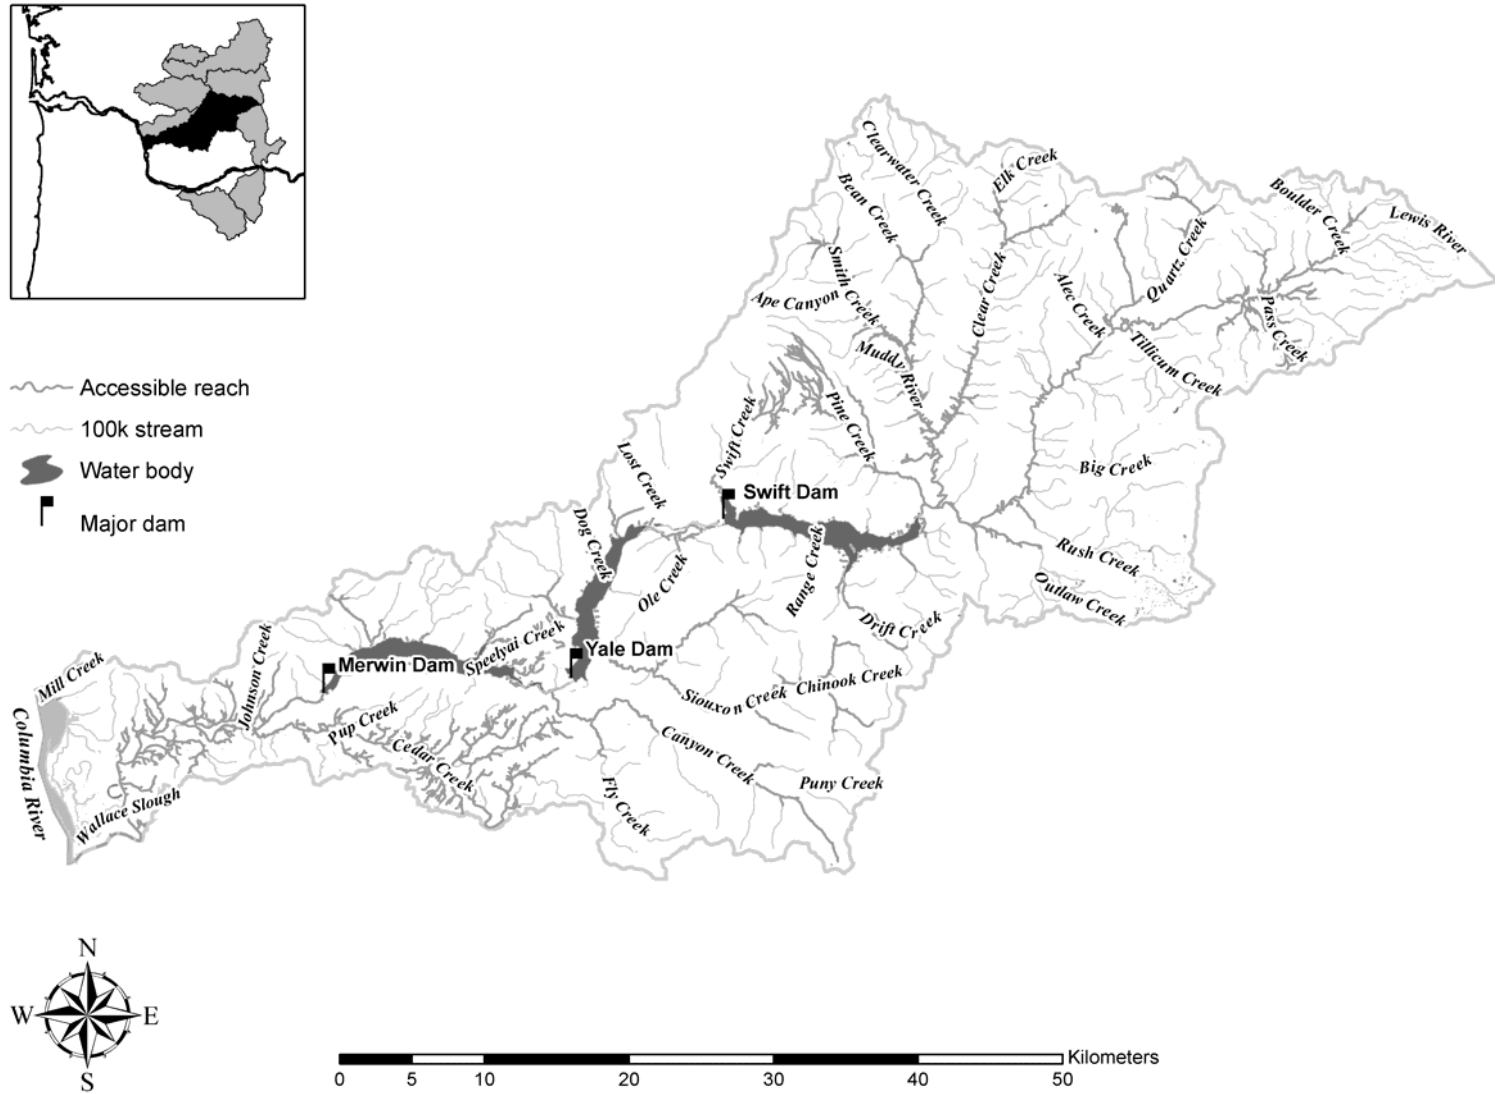 Clearwater Creek
Elk Creek
Bean Creek
Boulder Creek
Lewis River
Smith Creek
Quartz Creek
Clear Creek
Alec Creek
Ape Canyon
Pass Creek
Tillicum Creek
Muddy River
Pine Creek
Swift Creek
Accessible reach
100k stream
Water body
Major dam
Lost Creek
Big Creek
Swift Dam
Dog Creek
Range Creek
Rush Creek
Ole Creek
Outlaw Creek
Drift Creek
Speelyai Creek
Yale Dam
Merwin Dam
Johnson Creek
Mill Creek
Siouxon Creek
Chinook Creek
Columbia River
Pup Creek
Cedar Creek
Canyon Creek
Puny Creek
Fly Creek
Wallace Slough
N
W
E
S
Kilometers
0 5 10 20 30 40 50